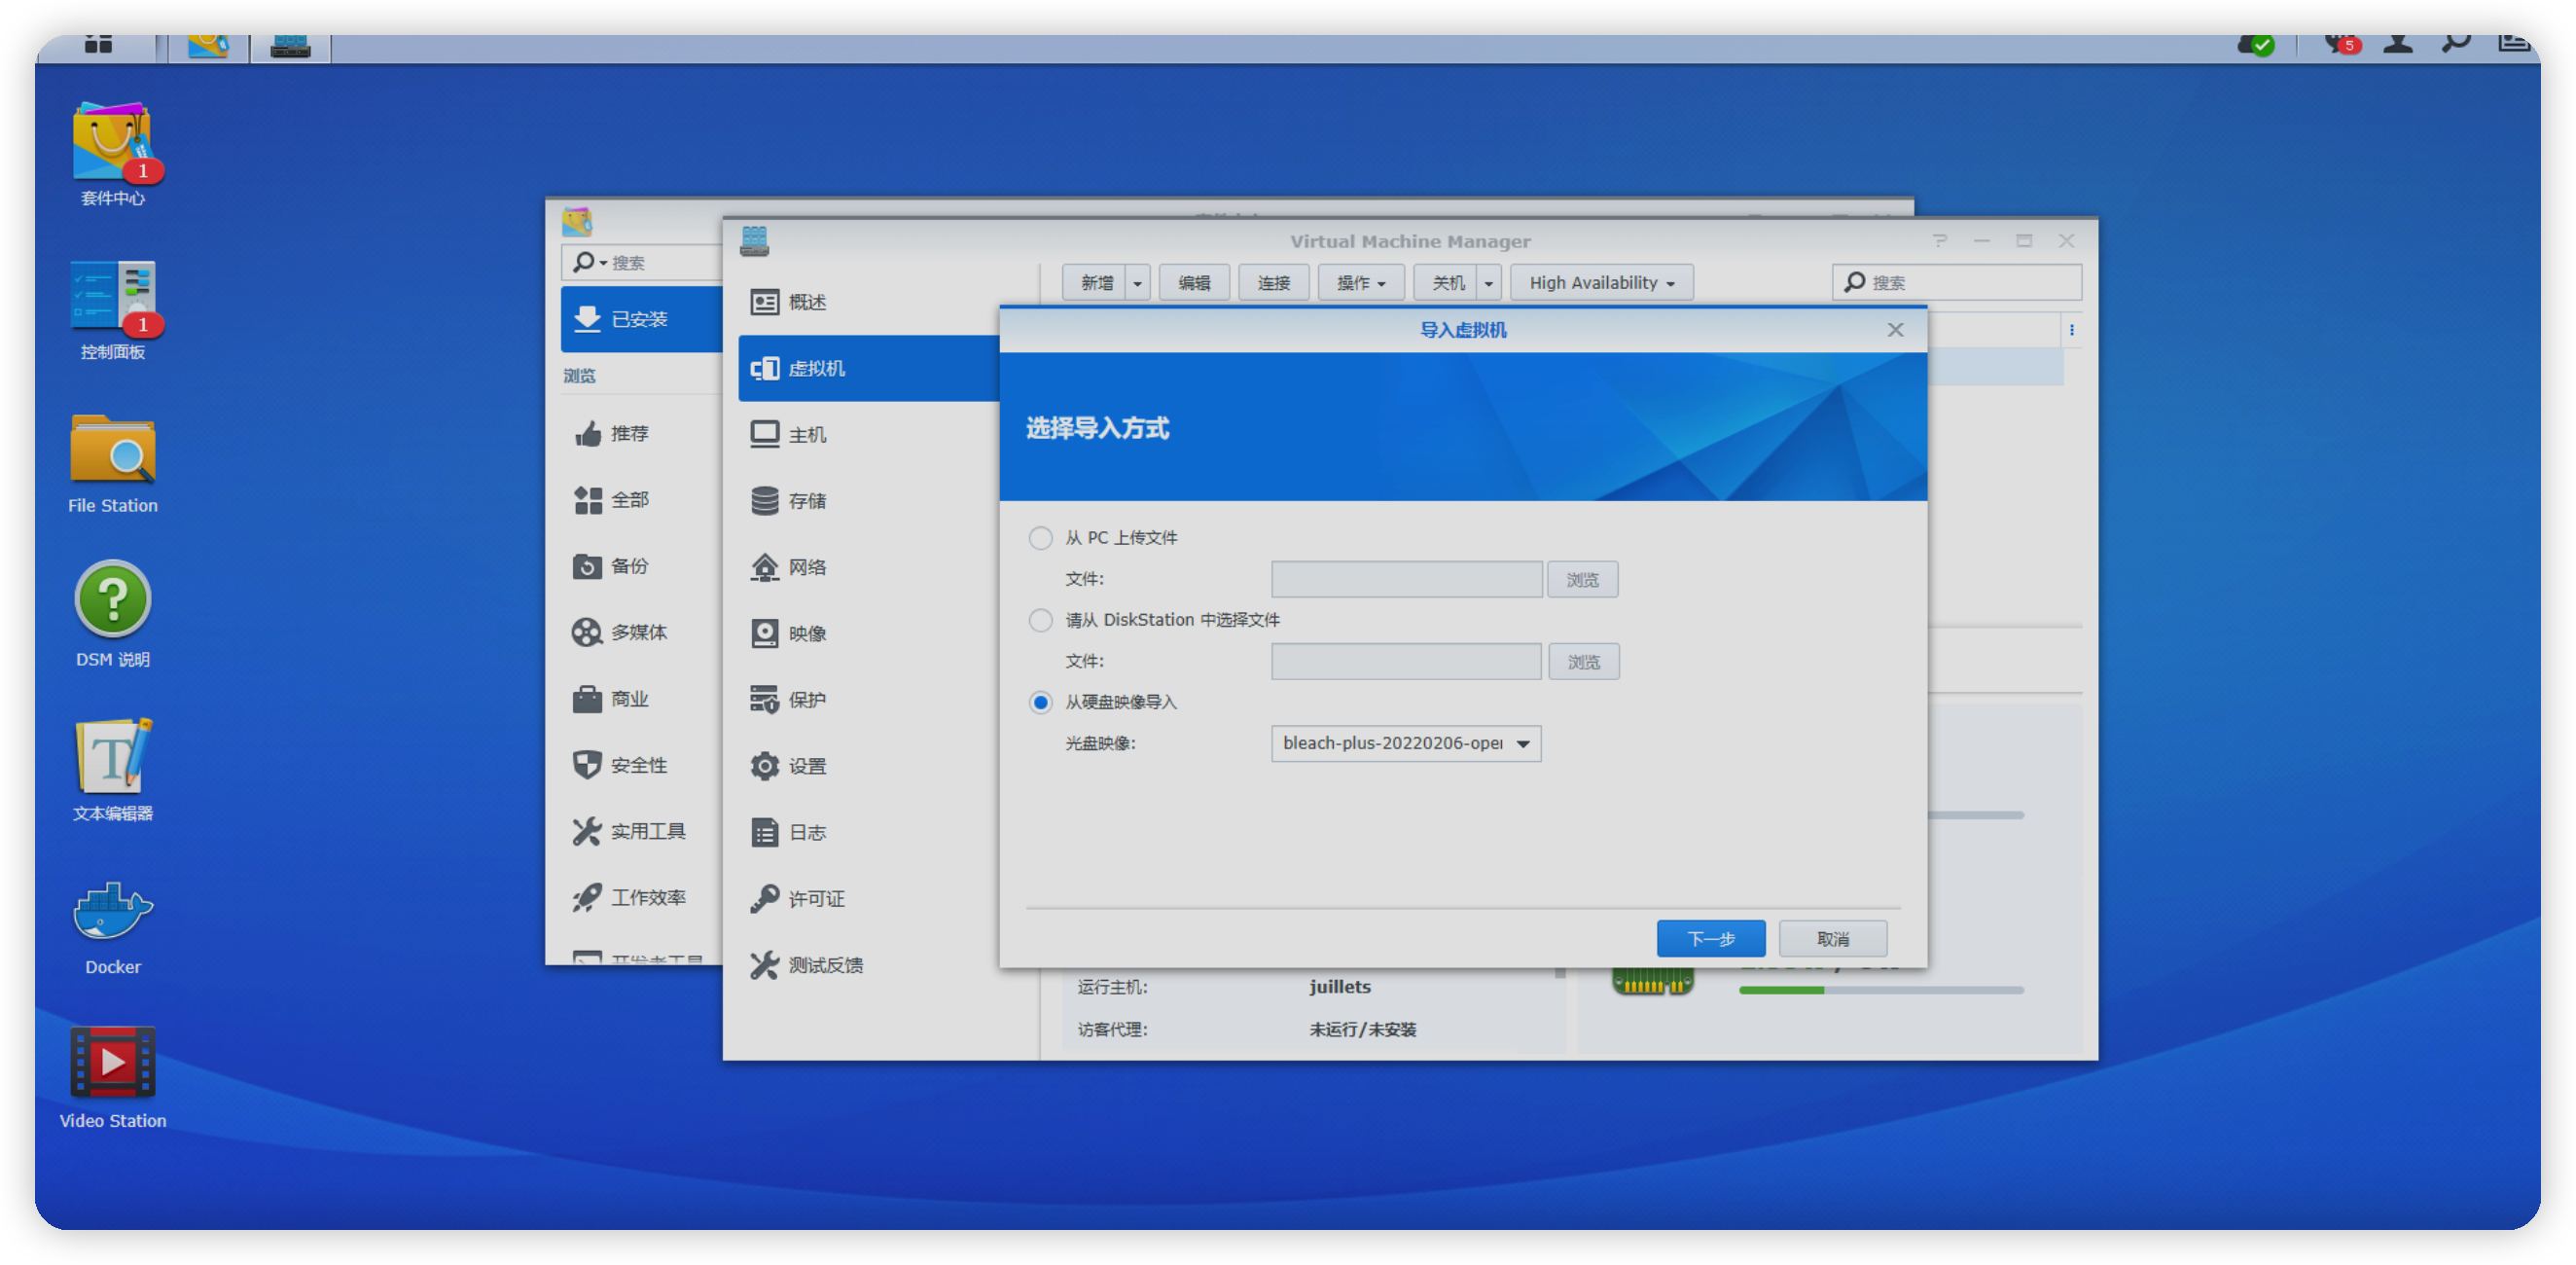 5
1
套件中心
1
控制面板
File Station
DSM 说明
文本编辑器
Docker
Video Station
搜索
已安装
浏览
推荐
全部
备份
多媒体
商业
安全性
实用工具
工作效率
开发者工具
Virtual Machine Manager
概述
虚拟机
主机
存储
网络
映像
保护
设置
日志
许可证
测试反馈
新增 编辑 连接 操作 关机 High Availability 搜索
导入虚拟机
选择导入方式
从 PC 上传文件
文件: 浏览
请从 DiskStation 中选择文件
文件: 浏览
从硬盘映像导入
光盘映像: bleach-plus-20220206-oper
下一步 取消
运行主机: juillets
访客代理: 未运行/未安装